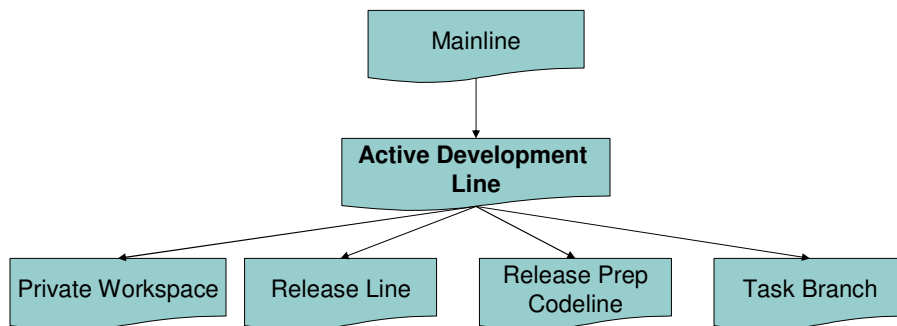 Mainline
Active Development
Line
Private Workspace
Release Line
Release Prep
Codeline
Task Branch